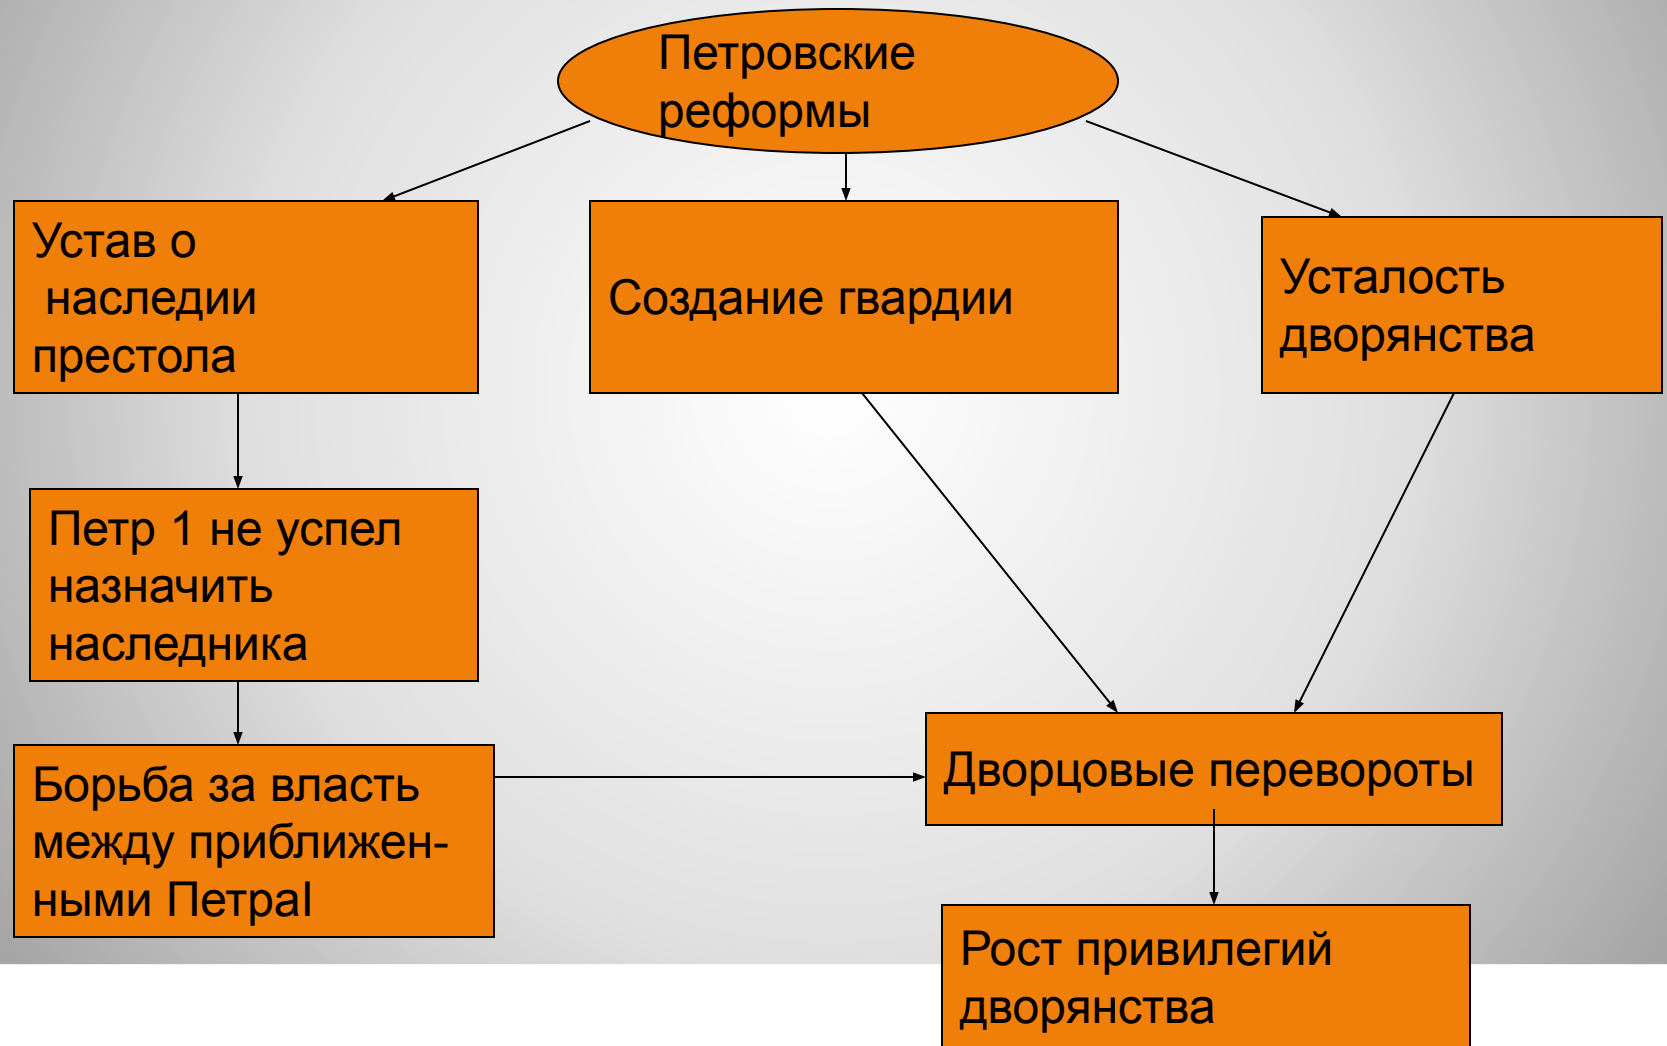 Петровские
реформы
Устав о
наследии
престола
Создание гвардии
Усталость
дворянства
Петр 1 не успел
назначить
наследника
Борьба за власть
между приближен-
ными ПетраI
Дворцовые перевороты
Рост привилегий
дворянства